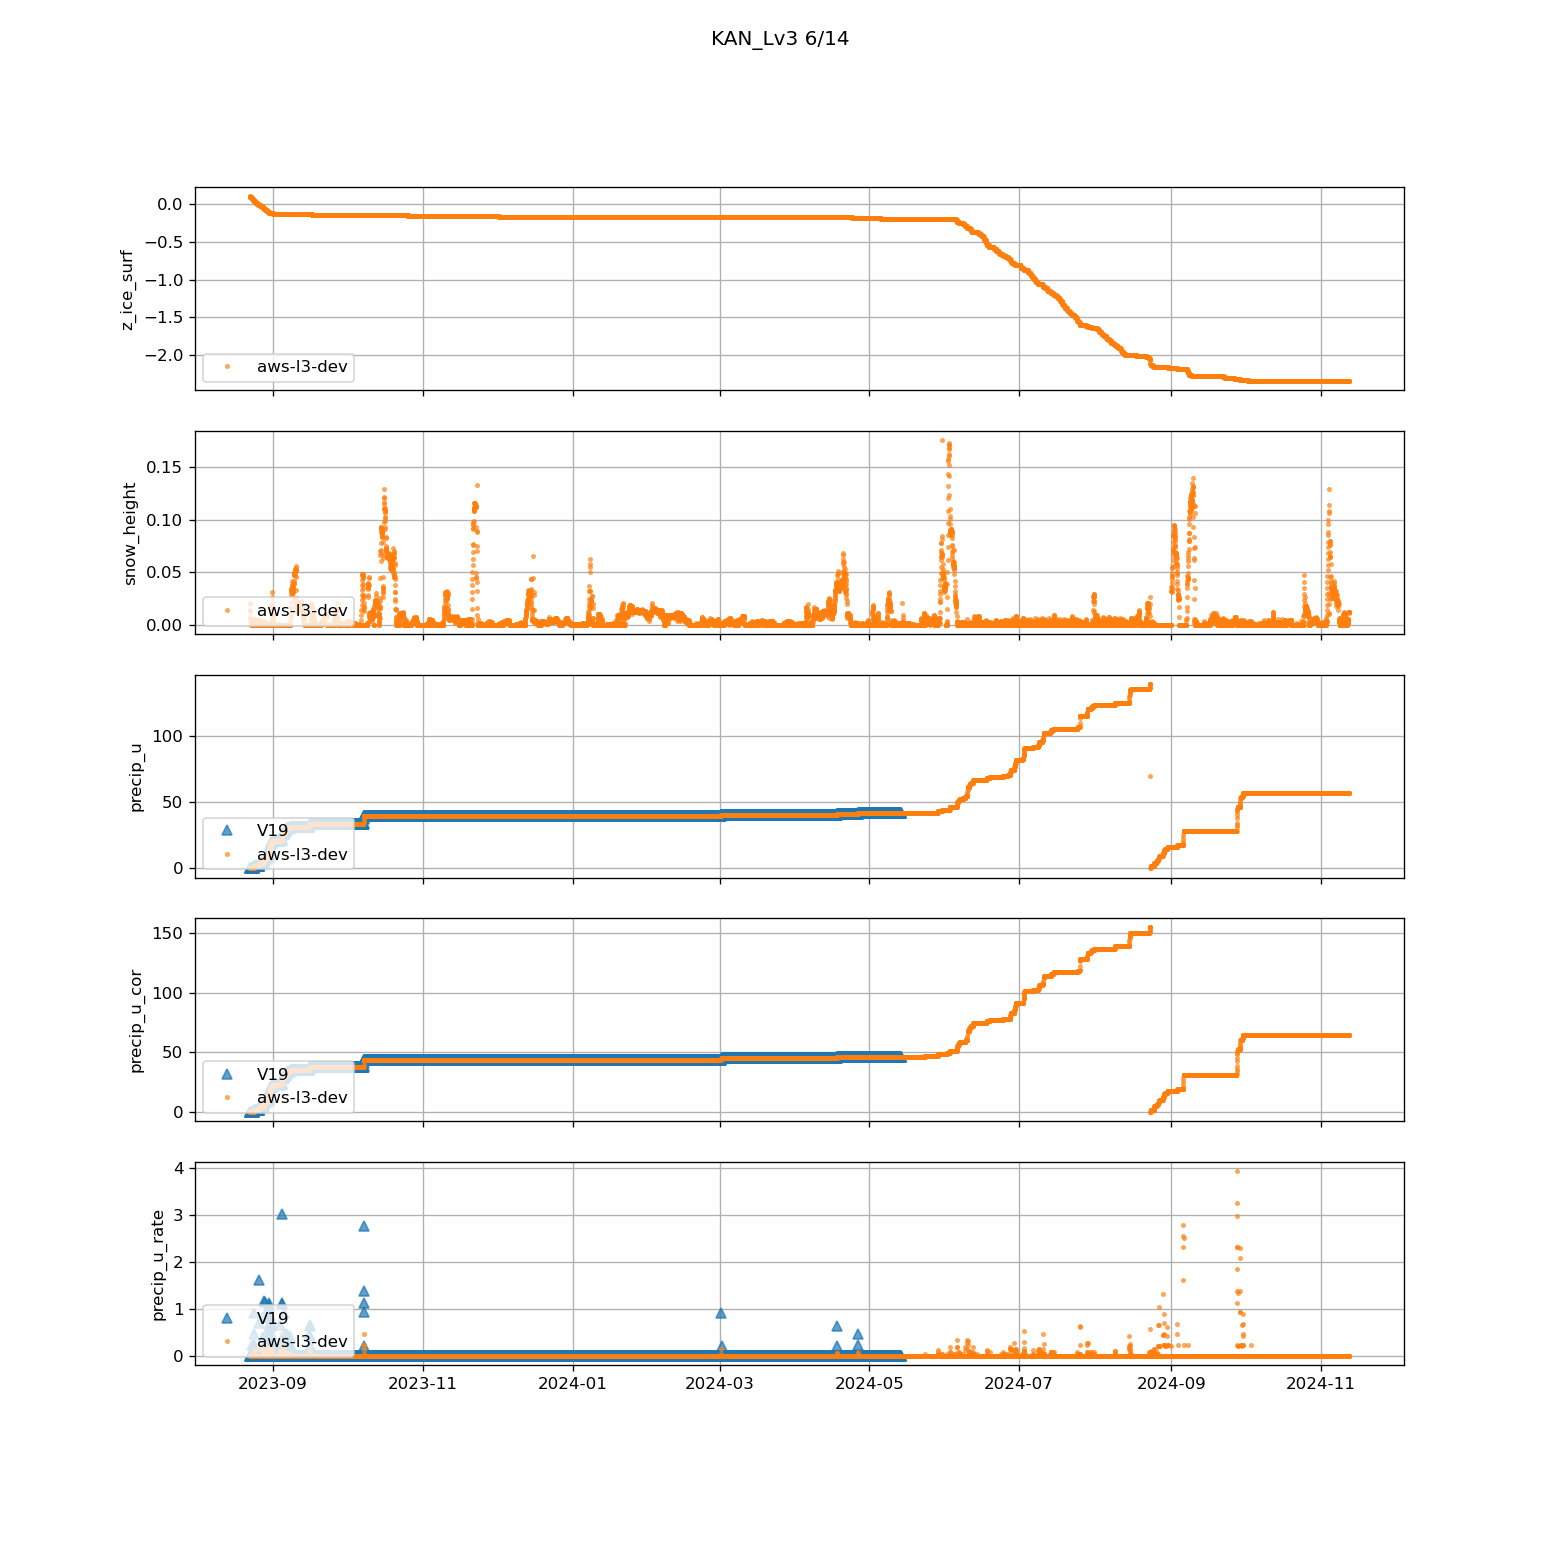 KAN_Lv3 6/14
z_ice_surf
0.0
−0.5
−1.0
−1.5
−2.0
aws-l3-dev
snow_height
0.15
0.10
0.05
0.00
aws-l3-dev
precip_u
100
50
0
V19
aws-l3-dev
precip_u_cor
150
100
50
0
V19
aws-l3-dev
precip_u_rate
4
3
2
1
0
V19
aws-l3-dev
2023-09 2023-11 2024-01 2024-03 2024-05 2024-07 2024-09 2024-11